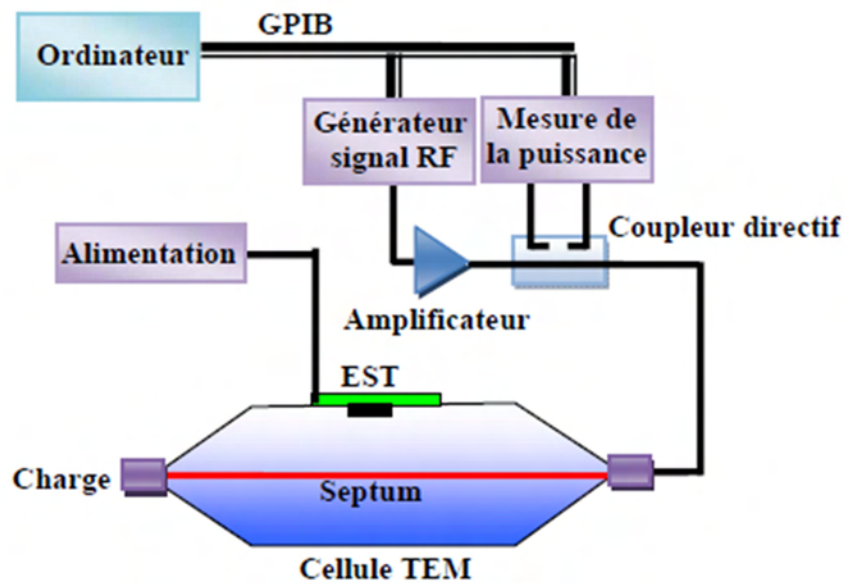 GPIB
Ordinateur
Générateur
signal RF
Mesure de
la puissance
Coupleur directif
Alimentation
Amplificateur
EST
Charge
Septum
Cellule TEM